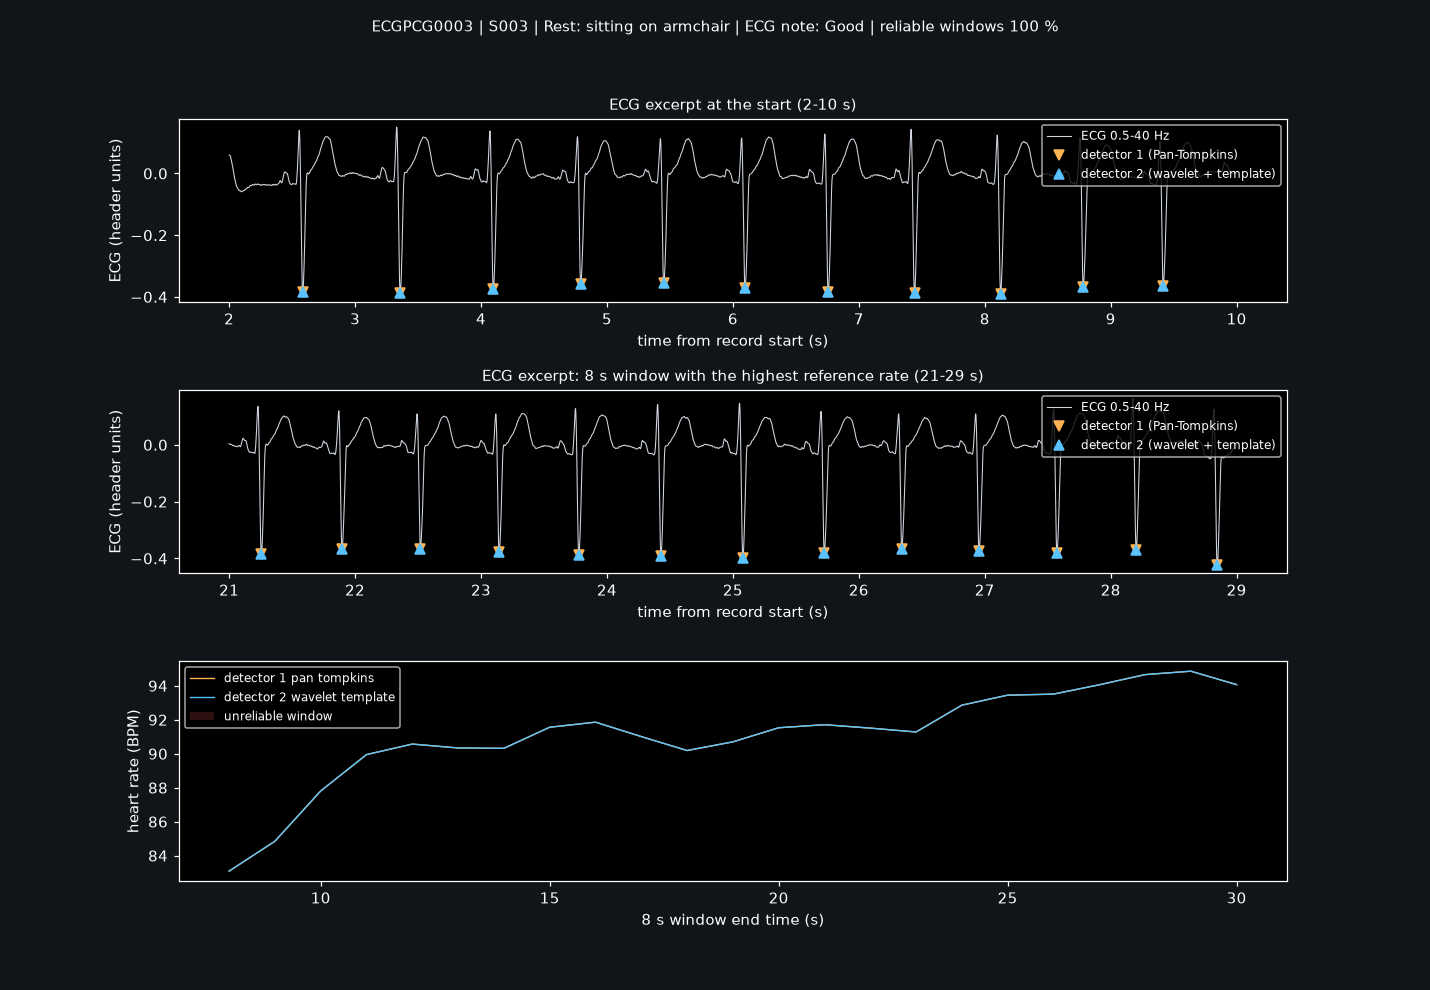 ECGPCG0003 | S003 | Rest: sitting on armchair | ECG note: Good | reliable windows 100 %
ECG excerpt at the start (2-10 s)
ECG (header units)
0.0
−0.2
−0.4
ECG 0.5-40 Hz
detector 1 (Pan-Tompkins)
detector 2 (wavelet + template)
2 3 4 5 6 7 8 9 10
time from record start (s)
ECG excerpt: 8 s window with the highest reference rate (21-29 s)
ECG (header units)
0.0
−0.2
−0.4
ECG 0.5-40 Hz
detector 1 (Pan-Tompkins)
detector 2 (wavelet + template)
21 22 23 24 25 26 27 28 29
time from record start (s)
heart rate (BPM)
94
92
90
88
86
84
detector 1 pan tompkins
detector 2 wavelet template
unreliable window
10 15 20 25 30
8 s window end time (s)